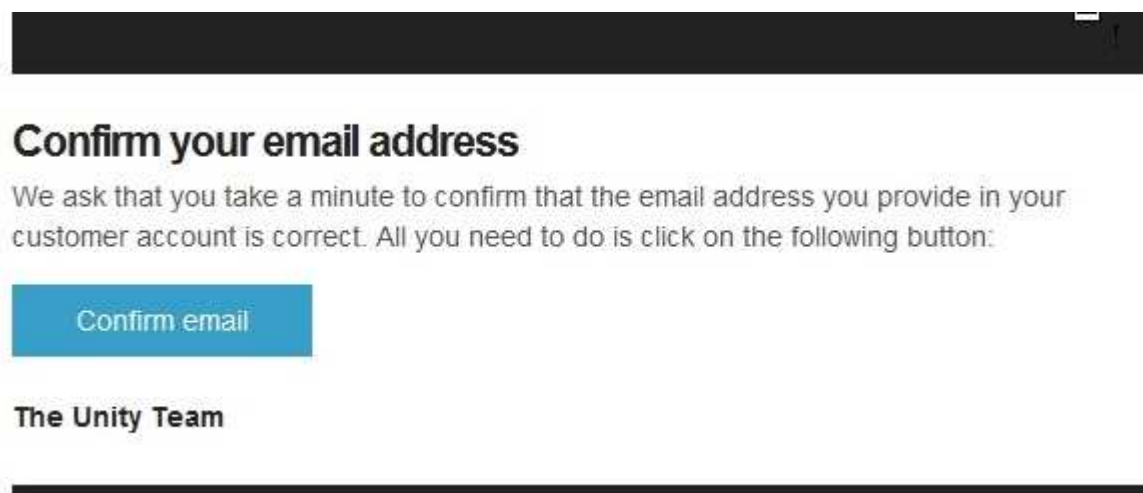 Confirm your email address
We ask that you take a minute to confirm that the email address you provide in your
customer account is correct. All you need to do is click on the following button:
Confirm email
The Unity Team